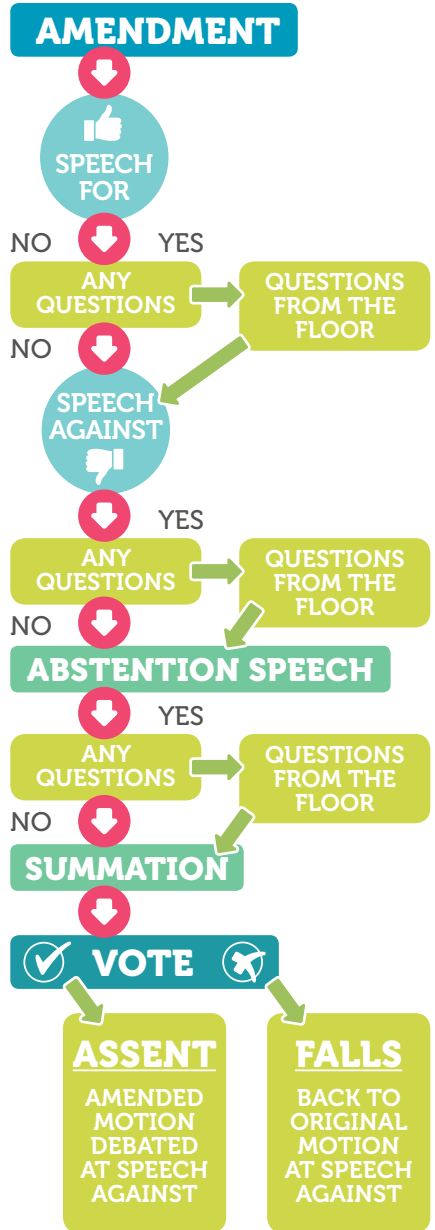 AMENDMENT
SPEECH
FOR
NO
YES
ANY
QUESTIONS
QUESTIONS
FROM THE
FLOOR
NO
SPEECH
AGAINST
YES
ANY
QUESTIONS
QUESTIONS
FROM THE
FLOOR
NO
ABSTENTION SPEECH
YES
ANY
QUESTIONS
QUESTIONS
FROM THE
FLOOR
NO
SUMMATION
VOTE
ASSENT
AMENDED
MOTION
DEBATED
AT SPEECH
AGAINST
FALLS
BACK TO
ORIGINAL
MOTION
AT SPEECH
AGAINST